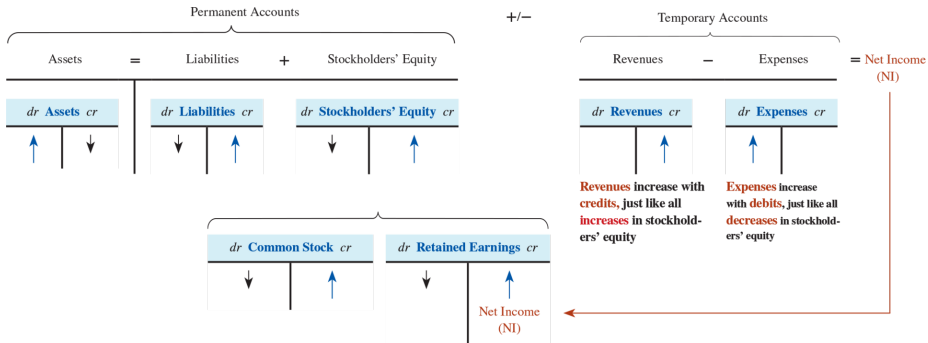 Permanent Accounts
+/−
Temporary Accounts
Assets = Liabilities + Stockholders' Equity
Revenues − Expenses = Net Income
(NI)
dr Assets cr
dr Liabilities cr
dr Stockholders' Equity cr
dr Revenues cr
dr Expenses cr
Revenues increase with
credits, just like all
increases in stockhold-
ers' equity
Expenses increase
with debits, just like all
decreases in stockhold-
ers' equity
dr Common Stock cr
dr Retained Earnings cr
Net Income
(NI)